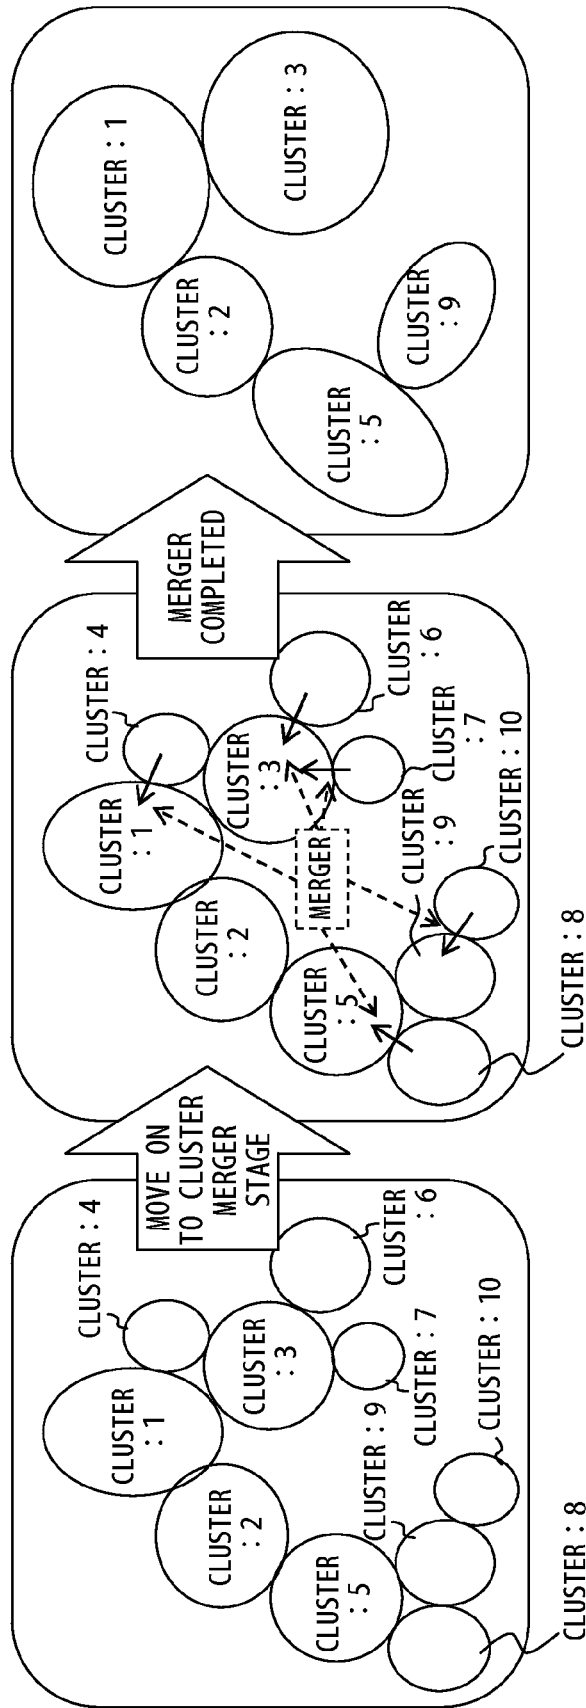 CLUSTER : 4
CLUSTER
: 1
CLUSTER
: 3
CLUSTER
: 6
CLUSTER
: 2
CLUSTER : 7
CLUSTER : 9
CLUSTER : 10
CLUSTER
: 5
CLUSTER : 8
MOVE ON
TO CLUSTER
MERGER
STAGE
CLUSTER : 4
CLUSTER
: 1
CLUSTER
: 3
CLUSTER
: 6
CLUSTER
: 2
MERGER
CLUSTER
: 7
CLUSTER
: 9
CLUSTER : 10
CLUSTER
: 5
CLUSTER : 8
MERGER
COMPLETED
CLUSTER : 1
CLUSTER : 3
CLUSTER
: 2
CLUSTER
: 9
CLUSTER
: 5